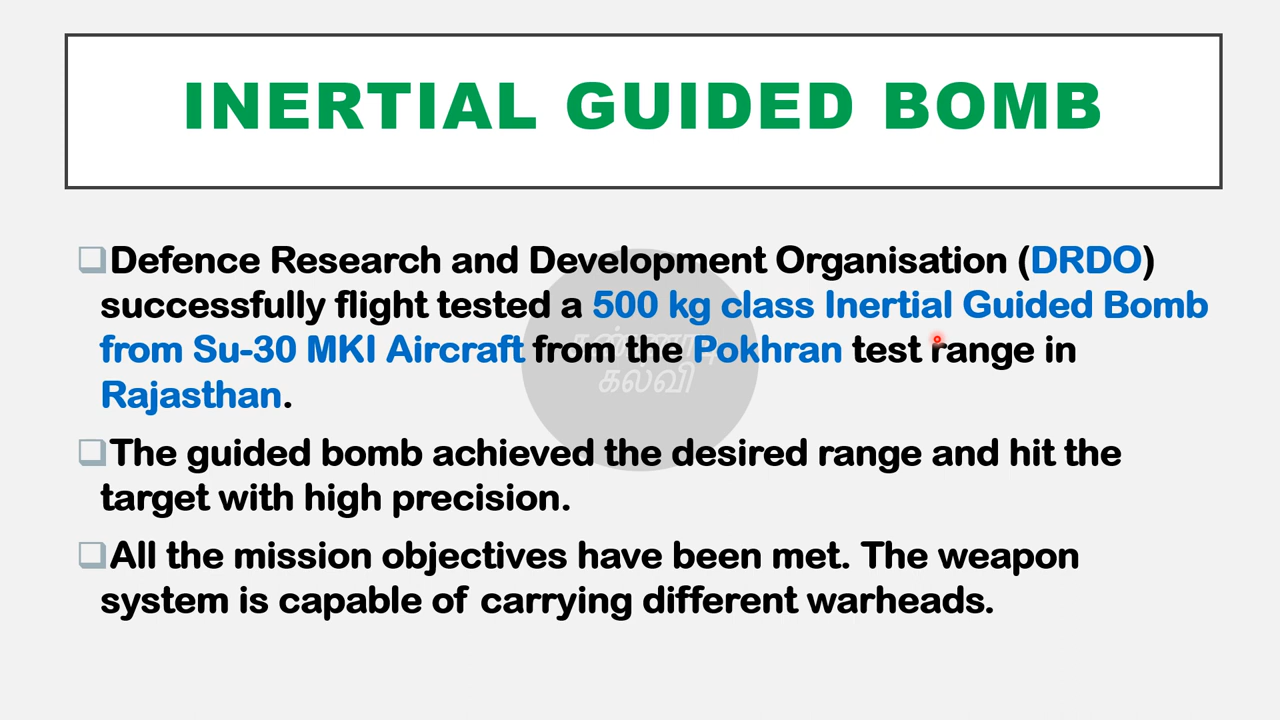 INERTIAL GUIDED BOMB
Defence Research and Development Organisation (DRDO)
successfully flight tested a 500 kg class Inertial Guided Bomb
from Su-30 MKI Aircraft from the Pokhran test range in
Rajasthan.
The guided bomb achieved the desired range and hit the
target with high precision.
All the mission objectives have been met. The weapon
system is capable of carrying different warheads.
கல்வி